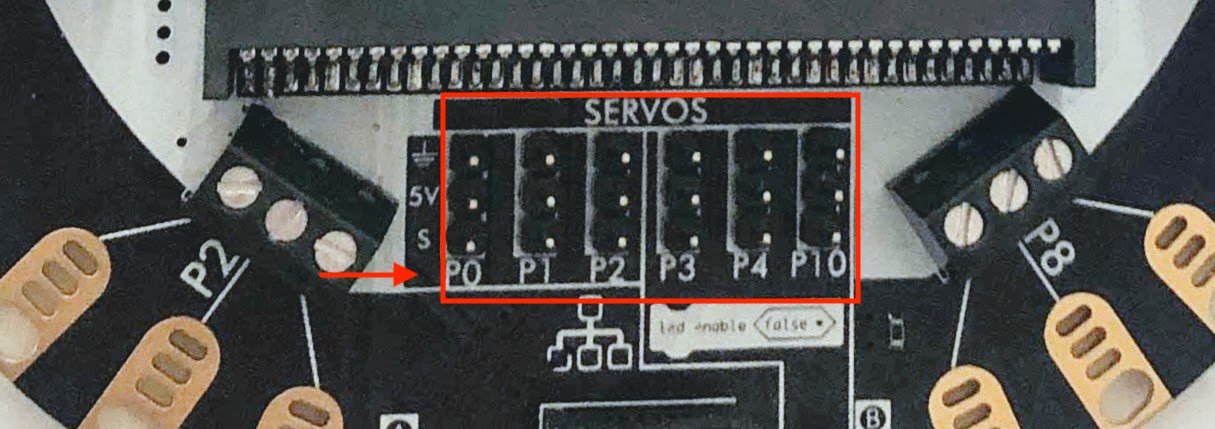 SERVOS
5V
S
P0 P1 P2 P3 P4 P10
P2
P8
led enable false
A
B